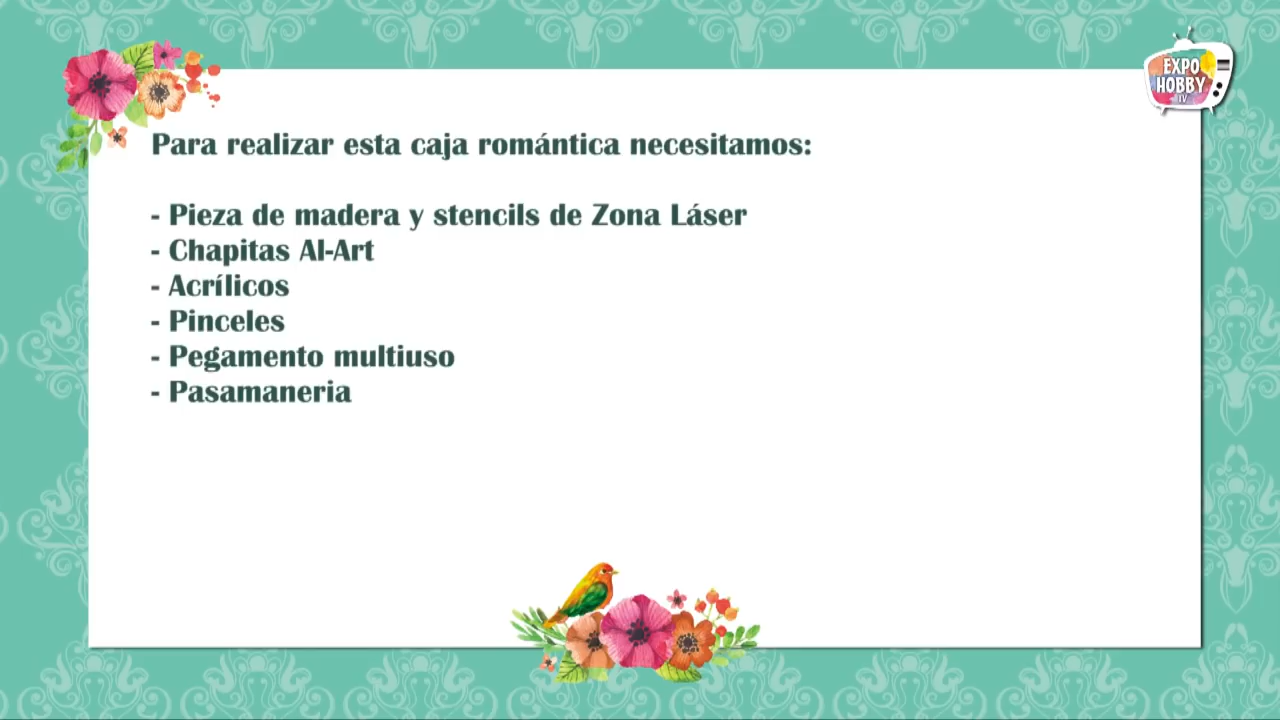 EXPO
HOBBY
TV
Para realizar esta caja romántica necesitamos:
- Pieza de madera y stencils de Zona Láser
- Chapitas Al-Art
- Acrílicos
- Pinceles
- Pegamento multiuso
- Pasamaneria